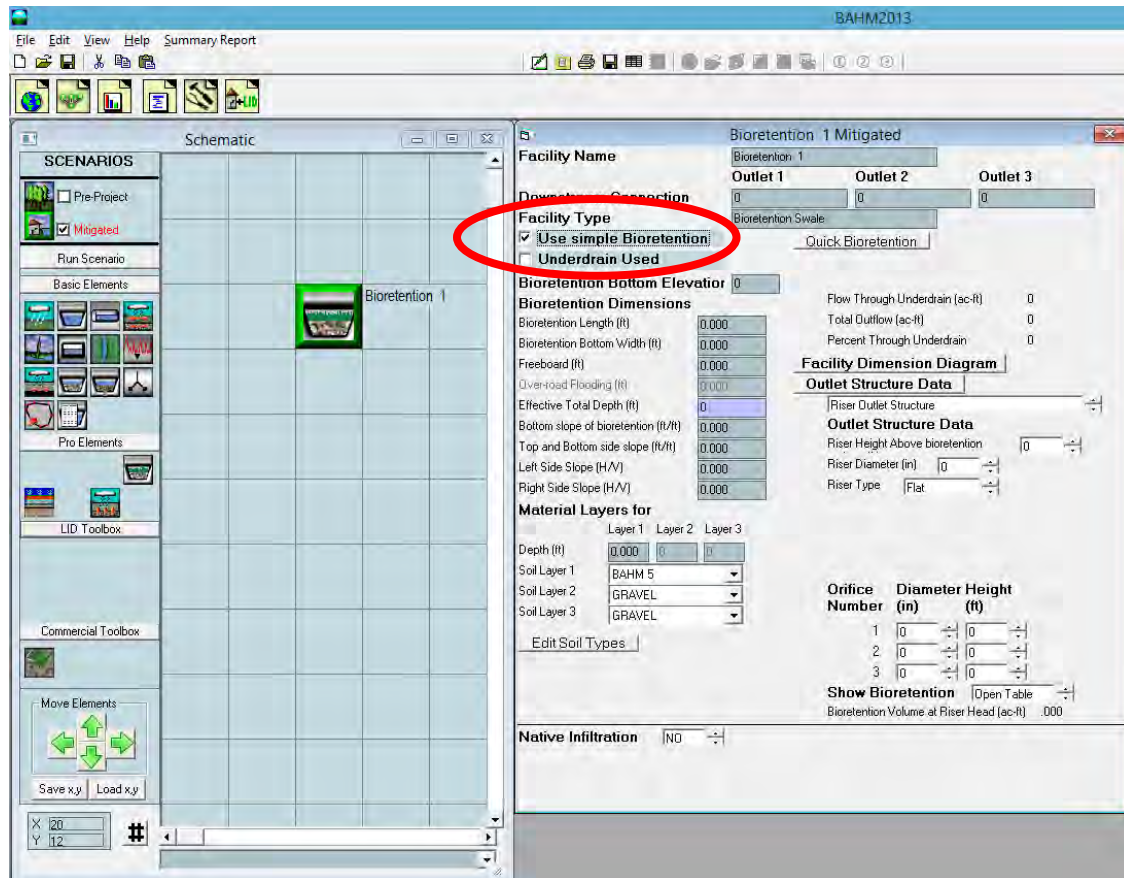 BAHM2013
File Edit View Help Summary Report
Schematic
SCENARIOS
Pre-Project
Mitigated
Run Scenario
Basic Elements
Pro Elements
LID Toolbox
Commercial Toolbox
Move Elements
Save x,y Load x,y
X 20
Y 12
#
Bioretention 1
Bioretention 1 Mitigated
Facility Name Bioretention 1
Outlet 1 Outlet 2 Outlet 3
Downstream Connection 0 0 0
Facility Type Bioretention Swale
Use simple Bioretention Quick Bioretention
Underdrain Used
Bioretention Bottom Elevation 0
Bioretention Dimensions
Bioretention Length (ft) 0.000
Bioretention Bottom Width (ft) 0.000
Freeboard (ft) 0.000
Over-road Flooding (ft) 0.000
Effective Total Depth (ft) 0
Bottom slope of bioretention (ft/ft) 0.000
Top and Bottom side slope (ft/ft) 0.000
Left Side Slope (H/V) 0.000
Right Side Slope (H/V) 0.000
Material Layers for
Layer 1 Layer 2 Layer 3
Depth (ft) 0.000 0 0
Soil Layer 1 BAHM 5
Soil Layer 2 GRAVEL
Soil Layer 3 GRAVEL
Edit Soil Types
Flow Through Underdrain (ac-ft) 0
Total Outflow (ac-ft) 0
Percent Through Underdrain 0
Facility Dimension Diagram
Outlet Structure Data
Riser Outlet Structure
Outlet Structure Data
Riser Height Above bioretention 0
Riser Diameter (in) 0
Riser Type Flat
Orifice Diameter Height
Number (in) (ft)
1 0 0
2 0 0
3 0 0
Show Bioretention Open Table
Bioretention Volume at Riser Head (ac-ft) .000
Native Infiltration NO